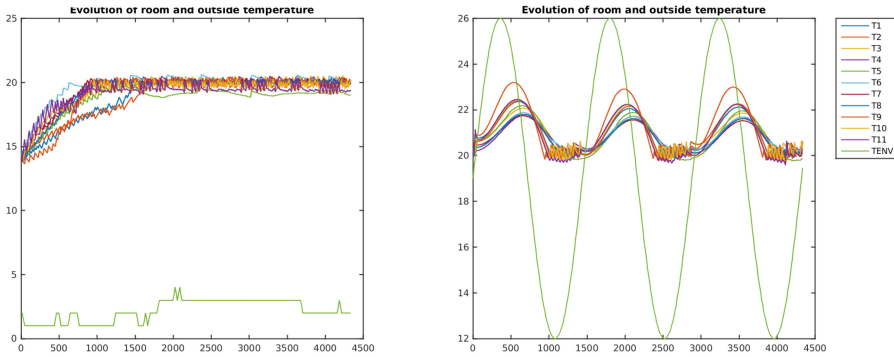 Evolution of room and outside temperature
25
20
15
10
5
0
0 500 1000 1500 2000 2500 3000 3500 4000 4500
Evolution of room and outside temperature
26
24
22
20
18
16
14
12
0 500 1000 1500 2000 2500 3000 3500 4000 4500
T1
T2
T3
T4
T5
T6
T7
T8
T9
T10
T11
TENV